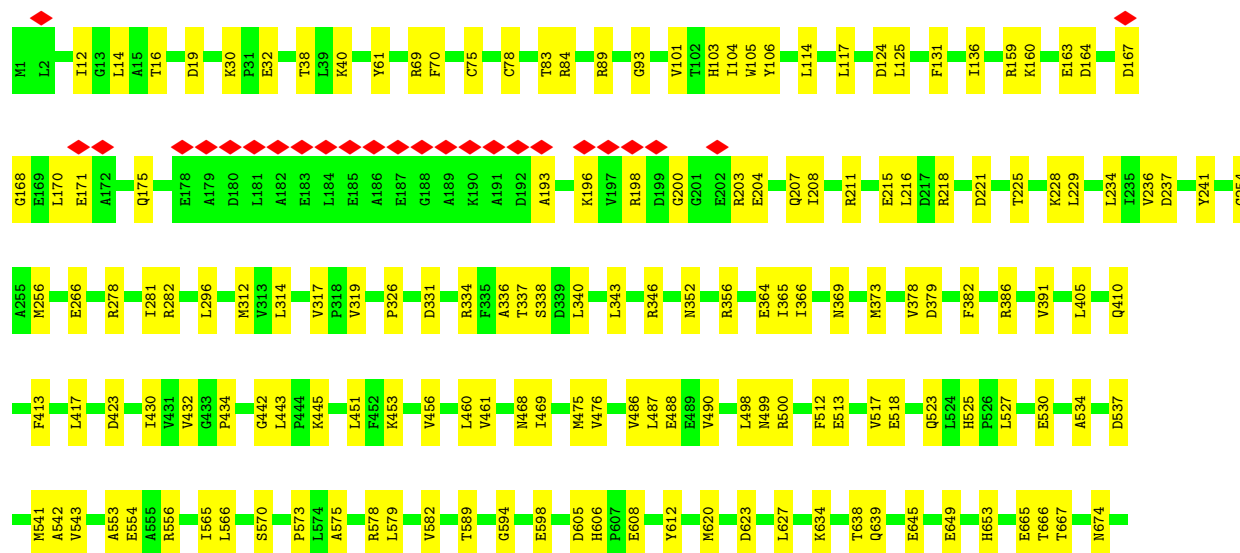 M1 L2 I12 G13 L14 A15 T16 D19 K30 P31 E32 T38 L39 K40 Y61 R69 F70 C75 C78 T83 R84 R89 G93 V101 T102 H103 I104 W105 Y106 L114 L117 D124 L125 F131 I136 R159 K160 E163 D164 D167
G168 E169 L170 E171 A172 Q175 E178 A179 D180 L181 A182 E183 L184 E185 A186 E187 G188 A189 K190 A191 D192 A193 K196 V197 R198 D199 G200 G201 E202 R203 E204 Q207 I208 R211 E215 L216 D217 R218 D221 T225 K228 L229 L234 I235 V236 D237 Y241
A255 M256 E266 R278 I281 R282 L296 M312 V313 L314 V317 P318 V319 P326 D331 R334 F335 A336 T337 S338 D339 L340 L343 R346 N352 R356 E364 I365 I366 N369 M373 V378 D379 F382 R386 V391 L405 Q410
F413 L417 D423 I430 V431 V432 G433 P434 G442 L443 P444 K445 L451 F452 K453 V456 L460 V461 N468 I469 M475 V476 V486 L487 E488 E489 V490 L498 N499 R500 F512 E513 V517 E518 Q523 L524 H525 P526 L527 E530 A534 D537
M541 A542 V543 A553 E554 A555 R556 I565 L566 S570 P573 L574 A575 R578 L579 V582 T589 G594 E598 D605 H606 P607 E608 Y612 M620 D623 L627 K634 T638 Q639 E645 E649 H653 E665 T666 T667 N674